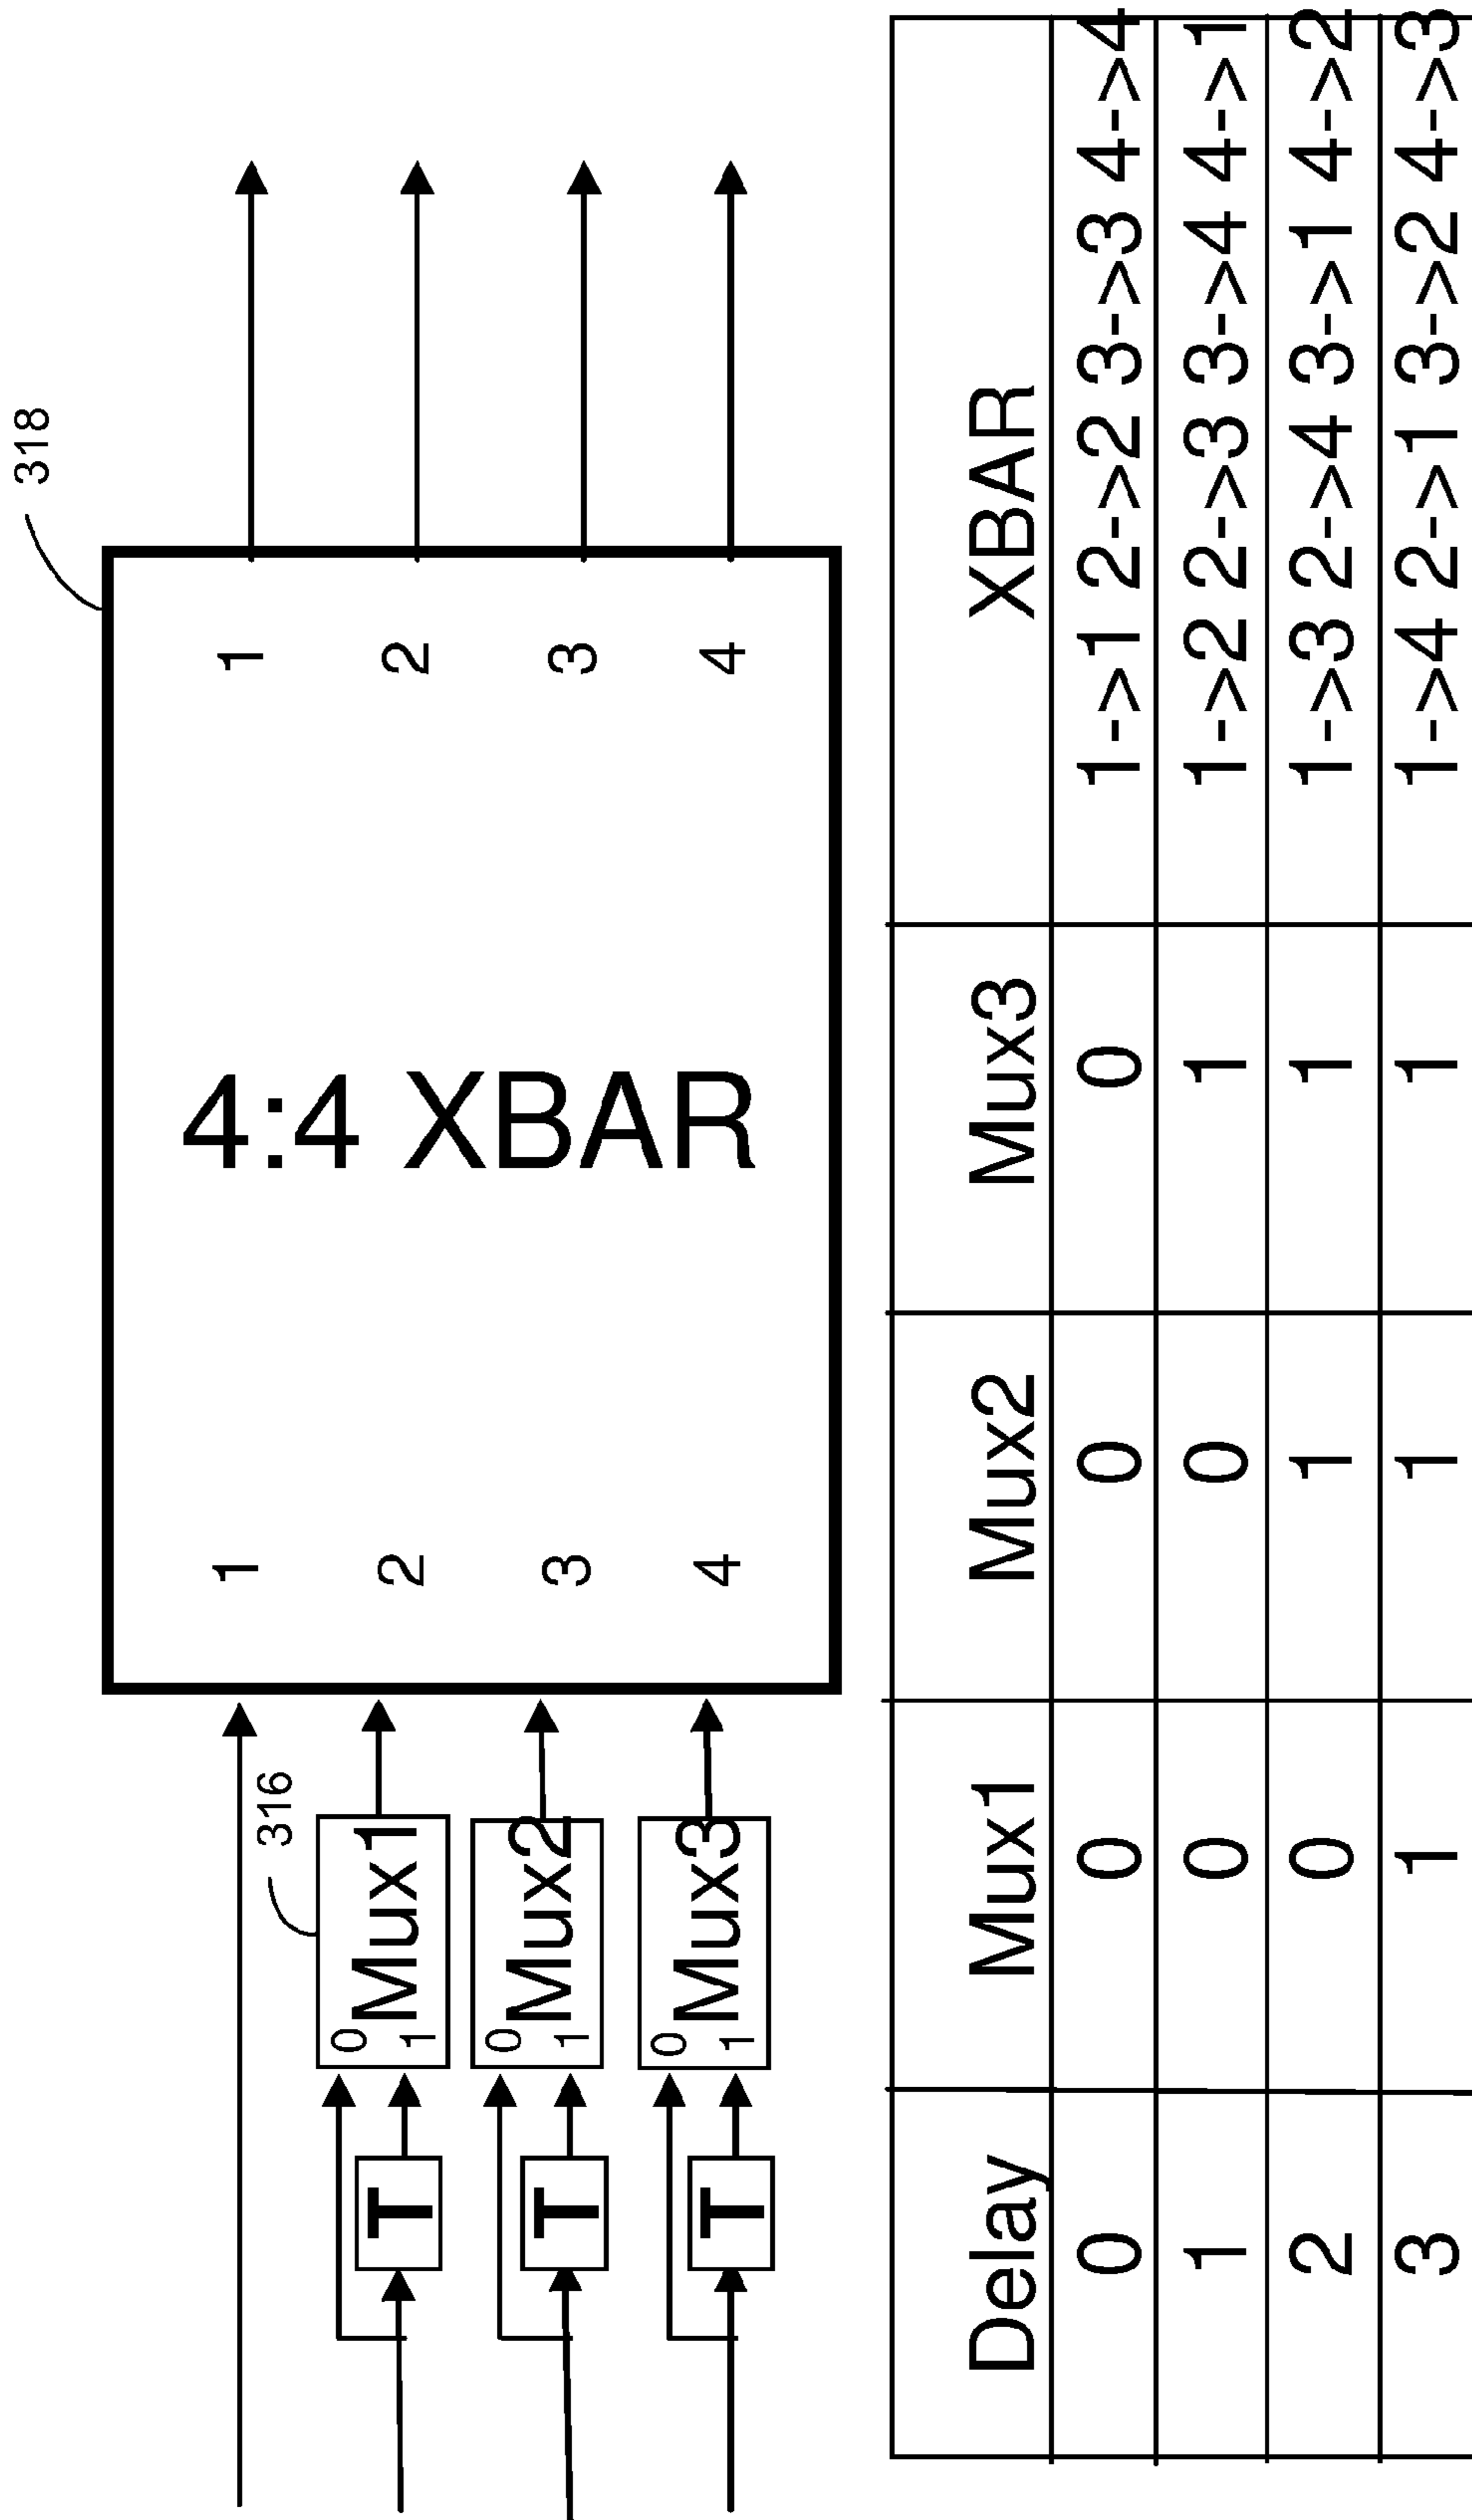 318
316
1
1
0
1
Mux1
T
2
2
4:4 XBAR
0
1
Mux2
T
3
3
0
1
Mux3
T
4
4
Delay Mux1 Mux2 Mux3 XBAR
0 0 0 0 1->1 2->2 3->3 4->4
1 0 0 1 1->2 2->3 3->4 4->1
2 0 1 1 1->3 2->4 3->1 4->2
3 1 1 1 1->4 2->1 3->2 4->3